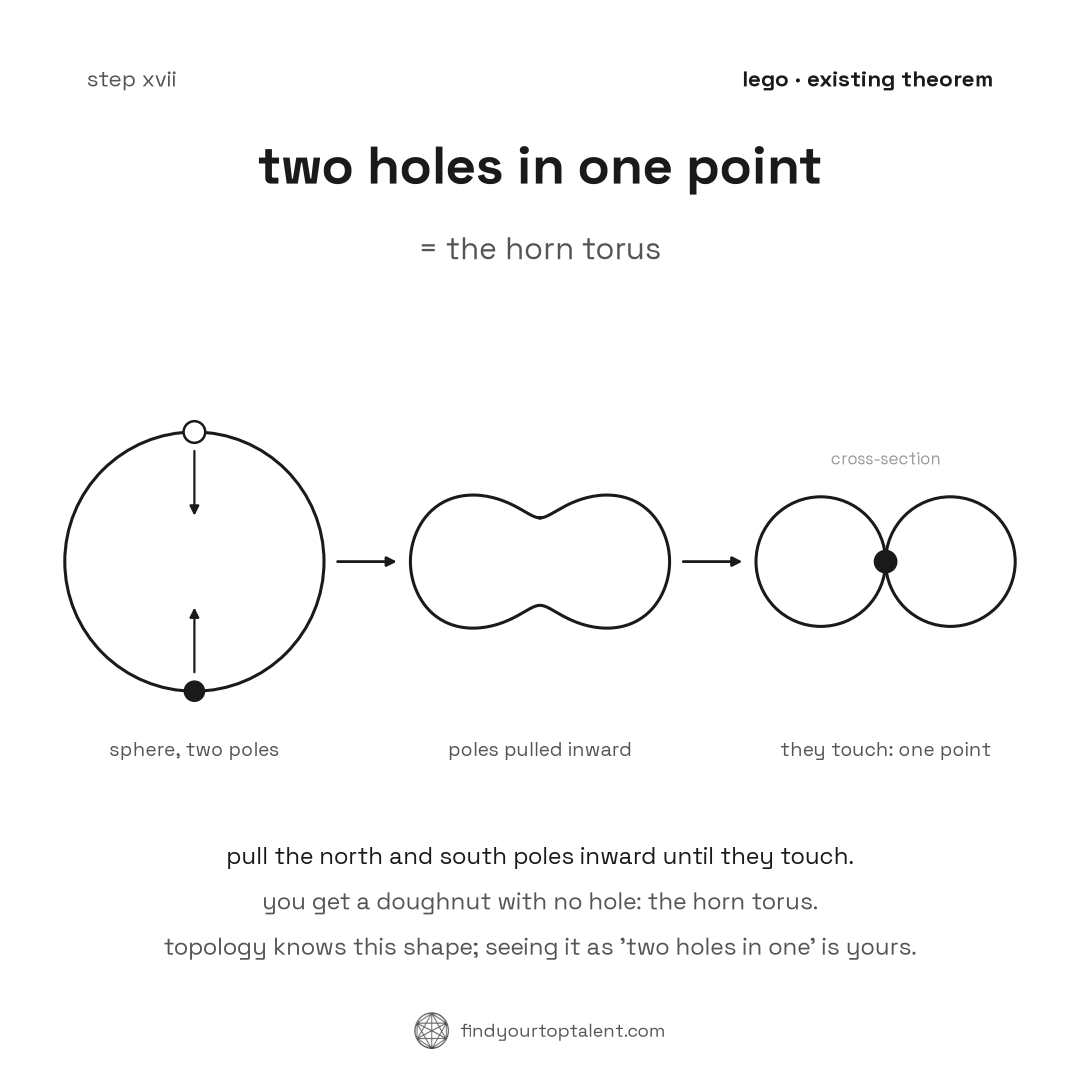 step xvii
lego · existing theorem
two holes in one point
= the horn torus
cross-section
sphere, two poles
poles pulled inward
they touch: one point
pull the north and south poles inward until they touch.
you get a doughnut with no hole: the horn torus.
topology knows this shape; seeing it as ’two holes in one’ is yours.
findyourtoptalent.com